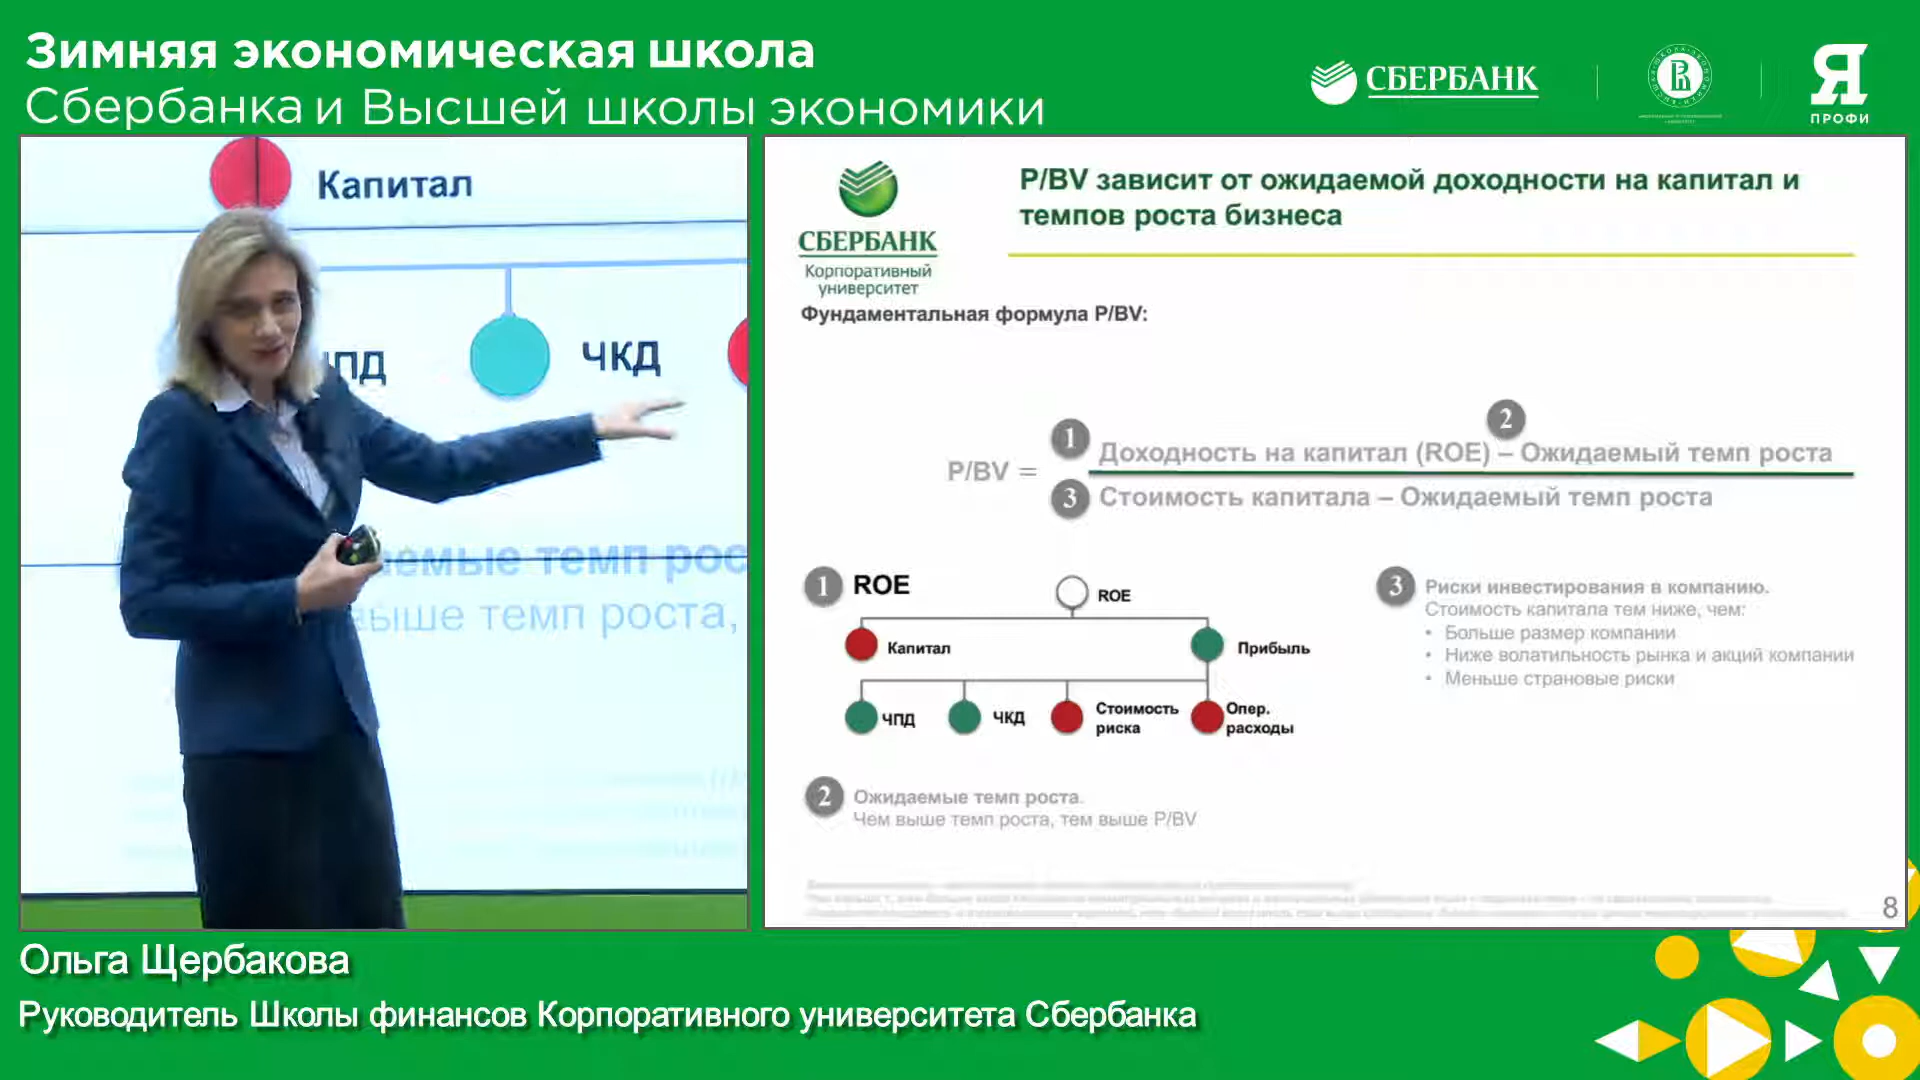 Зимняя экономическая школа
Сбербанка и Высшей школы экономики
СБЕРБАНК
Я
ПРОФИ
Капитал
ПД
ЧКД
аемые темп рос
выше темп роста,
СБЕРБАНК
Корпоративный
университет
P/BV зависит от ожидаемой доходности на капитал и
темпов роста бизнеса
Фундаментальная формула P/BV:
P/BV =
1 Доходность на капитал (ROE) – Ожидаемый темп роста
2
3 Стоимость капитала – Ожидаемый темп роста
1 ROE
ROE
Капитал
Прибыль
ЧПД
ЧКД
Стоимость
риска
Опер.
расходы
2 Ожидаемые темп роста.
Чем выше темп роста, тем выше P/BV
3 Риски инвестирования в компанию.
Стоимость капитала тем ниже, чем:
• Больше размер компании
• Ниже волатильность рынка и акций компании
• Меньше страновые риски
8
Ольга Щербакова
Руководитель Школы финансов Корпоративного университета Сбербанка